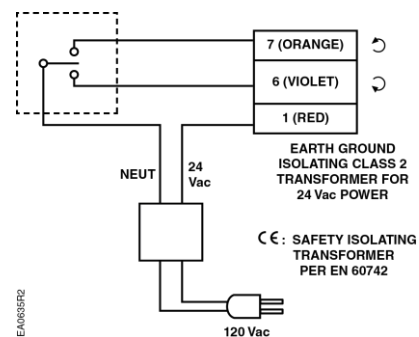 7 (ORANGE)
6 (VIOLET)
1 (RED)
NEUT
24
Vac
EARTH GROUND
ISOLATING CLASS 2
TRANSFORMER FOR
24 Vac POWER
CE: SAFETY ISOLATING
TRANSFORMER
PER EN 60742
EA0635R2
120 Vac